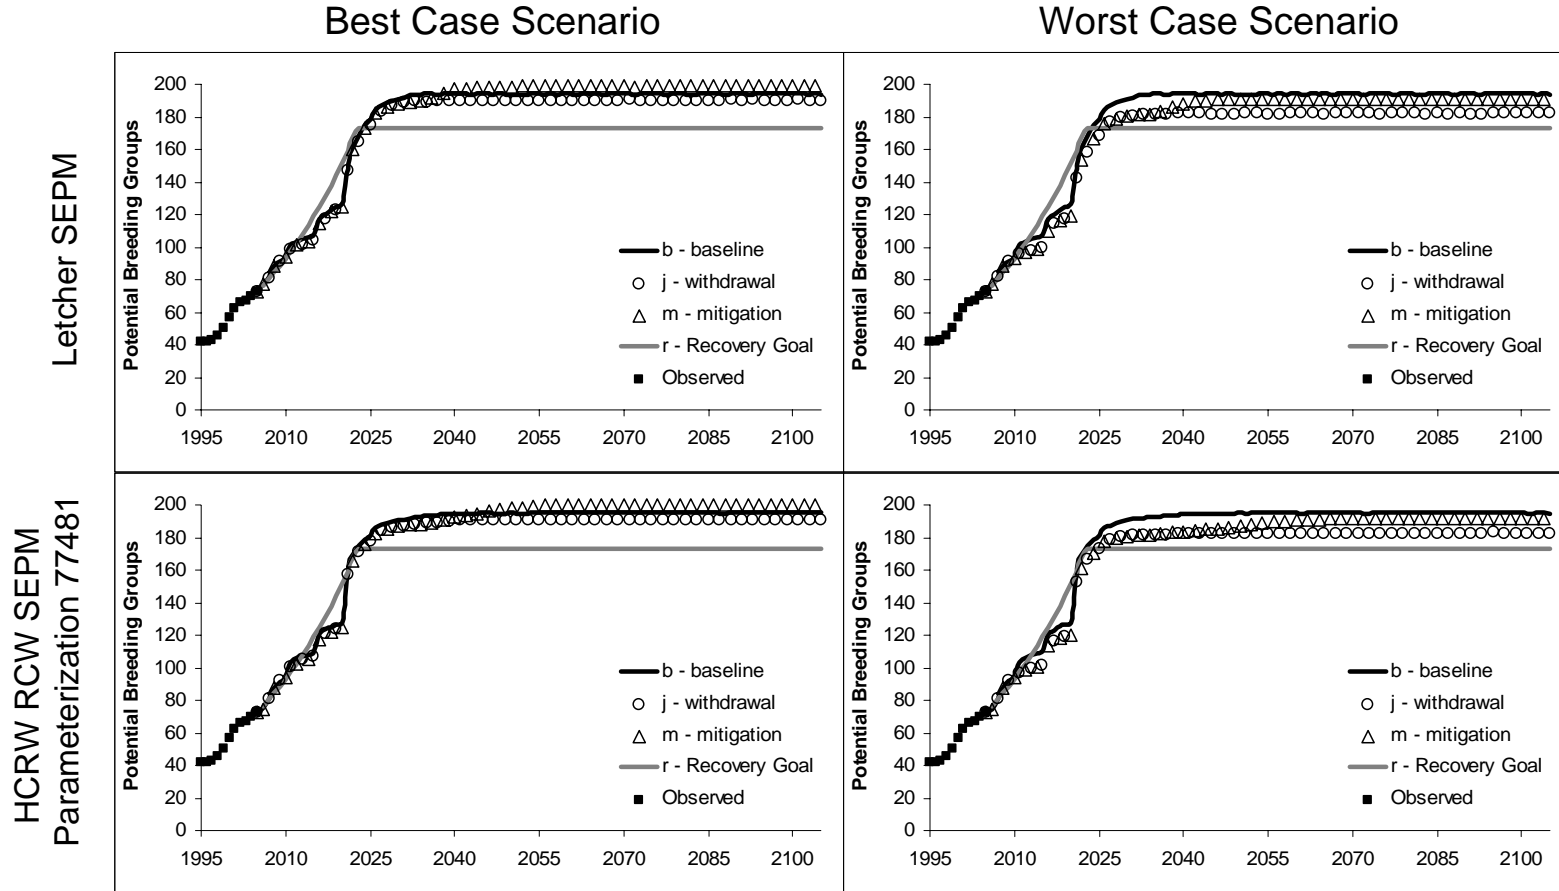 Best Case Scenario
Worst Case Scenario
Letcher SEPM
Potential Breeding Groups
200
180
160
140
120
100
80
60
40
20
0
1995 2010 2025 2040 2055 2070 2085 2100
b - baseline
j - withdrawal
m - mitigation
r - Recovery Goal
Observed
Potential Breeding Groups
200
180
160
140
120
100
80
60
40
20
0
1995 2010 2025 2040 2055 2070 2085 2100
b - baseline
j - withdrawal
m - mitigation
r - Recovery Goal
Observed
HCRW RCW SEPM
Parameterization 77481
Potential Breeding Groups
200
180
160
140
120
100
80
60
40
20
0
1995 2010 2025 2040 2055 2070 2085 2100
b - baseline
j - withdrawal
m - mitigation
r - Recovery Goal
Observed
Potential Breeding Groups
200
180
160
140
120
100
80
60
40
20
0
1995 2010 2025 2040 2055 2070 2085 2100
b - baseline
j - withdrawal
m - mitigation
r - Recovery Goal
Observed